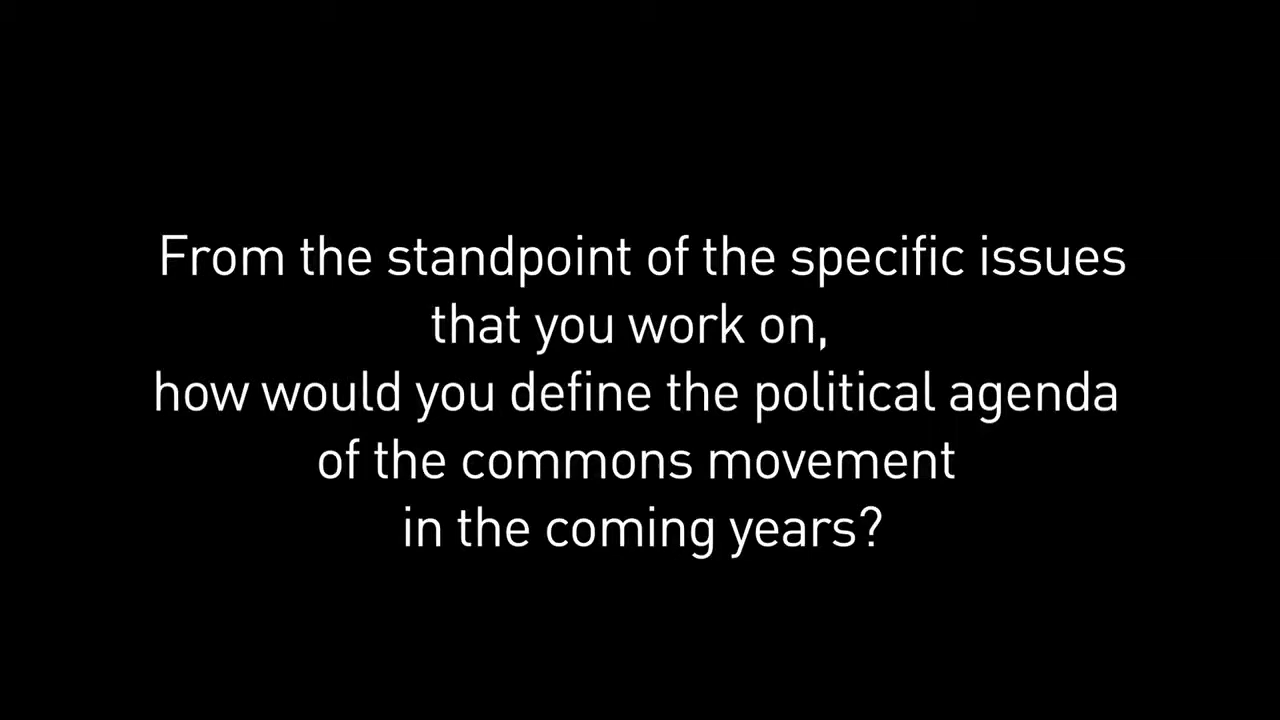 From the standpoint of the specific issues
that you work on,
how would you define the political agenda
of the commons movement
in the coming years?